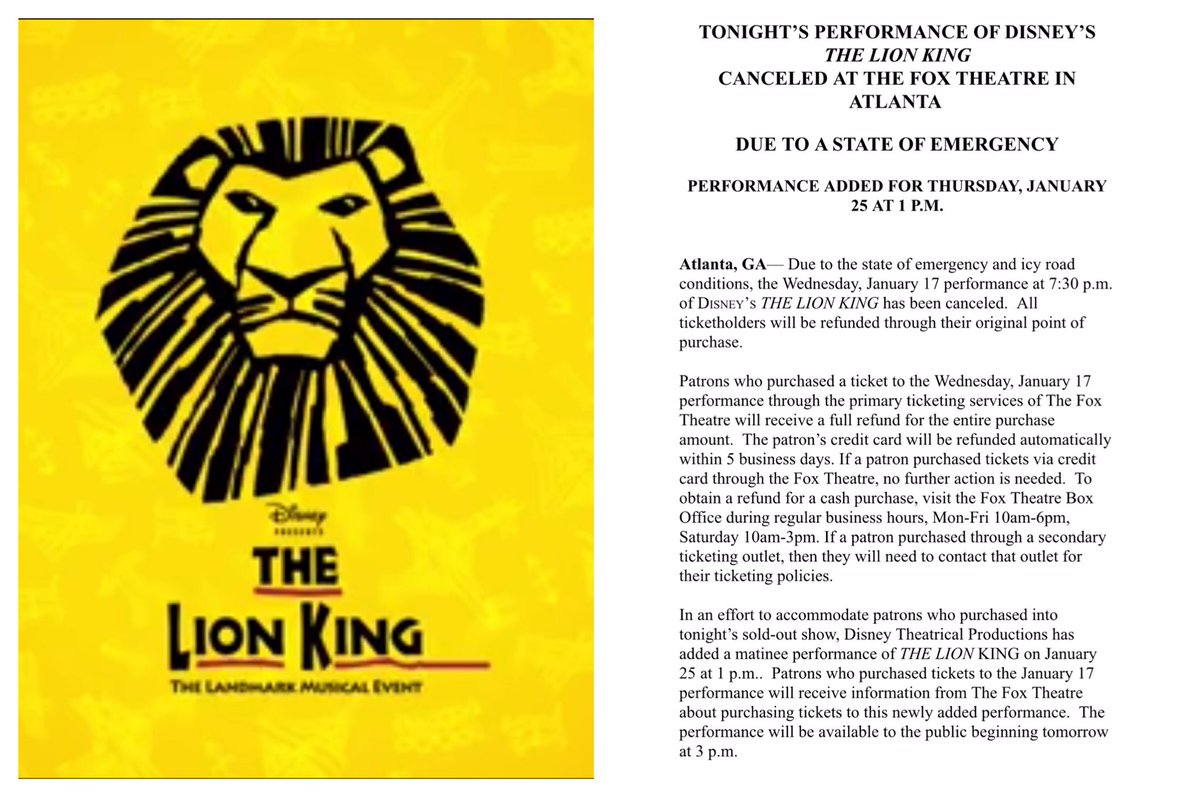 Disney
PRESENTS
THE
LION KING
THE LANDMARK MUSICAL EVENT
TONIGHT’S PERFORMANCE OF DISNEY’S
THE LION KING
CANCELED AT THE FOX THEATRE IN
ATLANTA
DUE TO A STATE OF EMERGENCY
PERFORMANCE ADDED FOR THURSDAY, JANUARY
25 AT 1 P.M.
Atlanta, GA— Due to the state of emergency and icy road
conditions, the Wednesday, January 17 performance at 7:30 p.m.
of DISNEY’s THE LION KING has been canceled.  All
ticketholders will be refunded through their original point of
purchase.
Patrons who purchased a ticket to the Wednesday, January 17
performance through the primary ticketing services of The Fox
Theatre will receive a full refund for the entire purchase
amount.  The patron’s credit card will be refunded automatically
within 5 business days. If a patron purchased tickets via credit
card through the Fox Theatre, no further action is needed.  To
obtain a refund for a cash purchase, visit the Fox Theatre Box
Office during regular business hours, Mon-Fri 10am-6pm,
Saturday 10am-3pm. If a patron purchased through a secondary
ticketing outlet, then they will need to contact that outlet for
their ticketing policies.
In an effort to accommodate patrons who purchased into
tonight’s sold-out show, Disney Theatrical Productions has
added a matinee performance of THE LION KING on January
25 at 1 p.m..  Patrons who purchased tickets to the January 17
performance will receive information from The Fox Theatre
about purchasing tickets to this newly added performance.  The
performance will be available to the public beginning tomorrow
at 3 p.m.